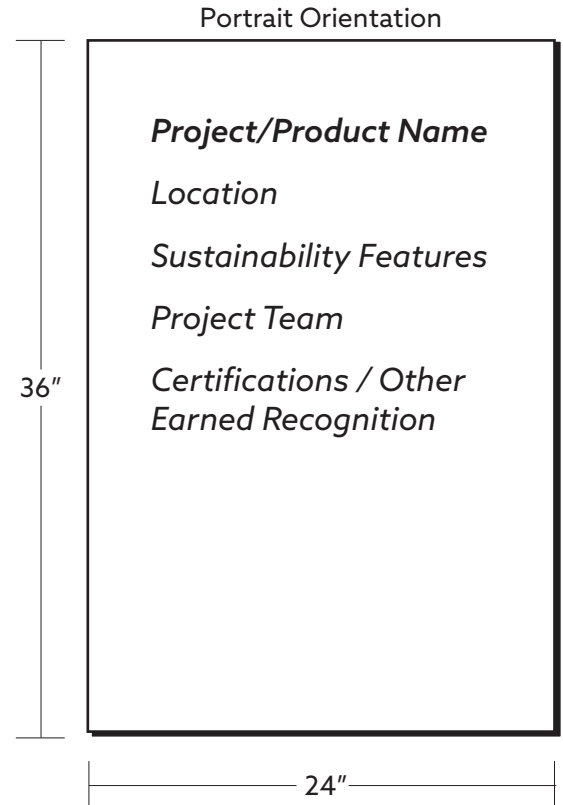 Portrait Orientation
Project/Product Name
Location
Sustainability Features
Project Team
Certifications / Other
Earned Recognition
36″
24″